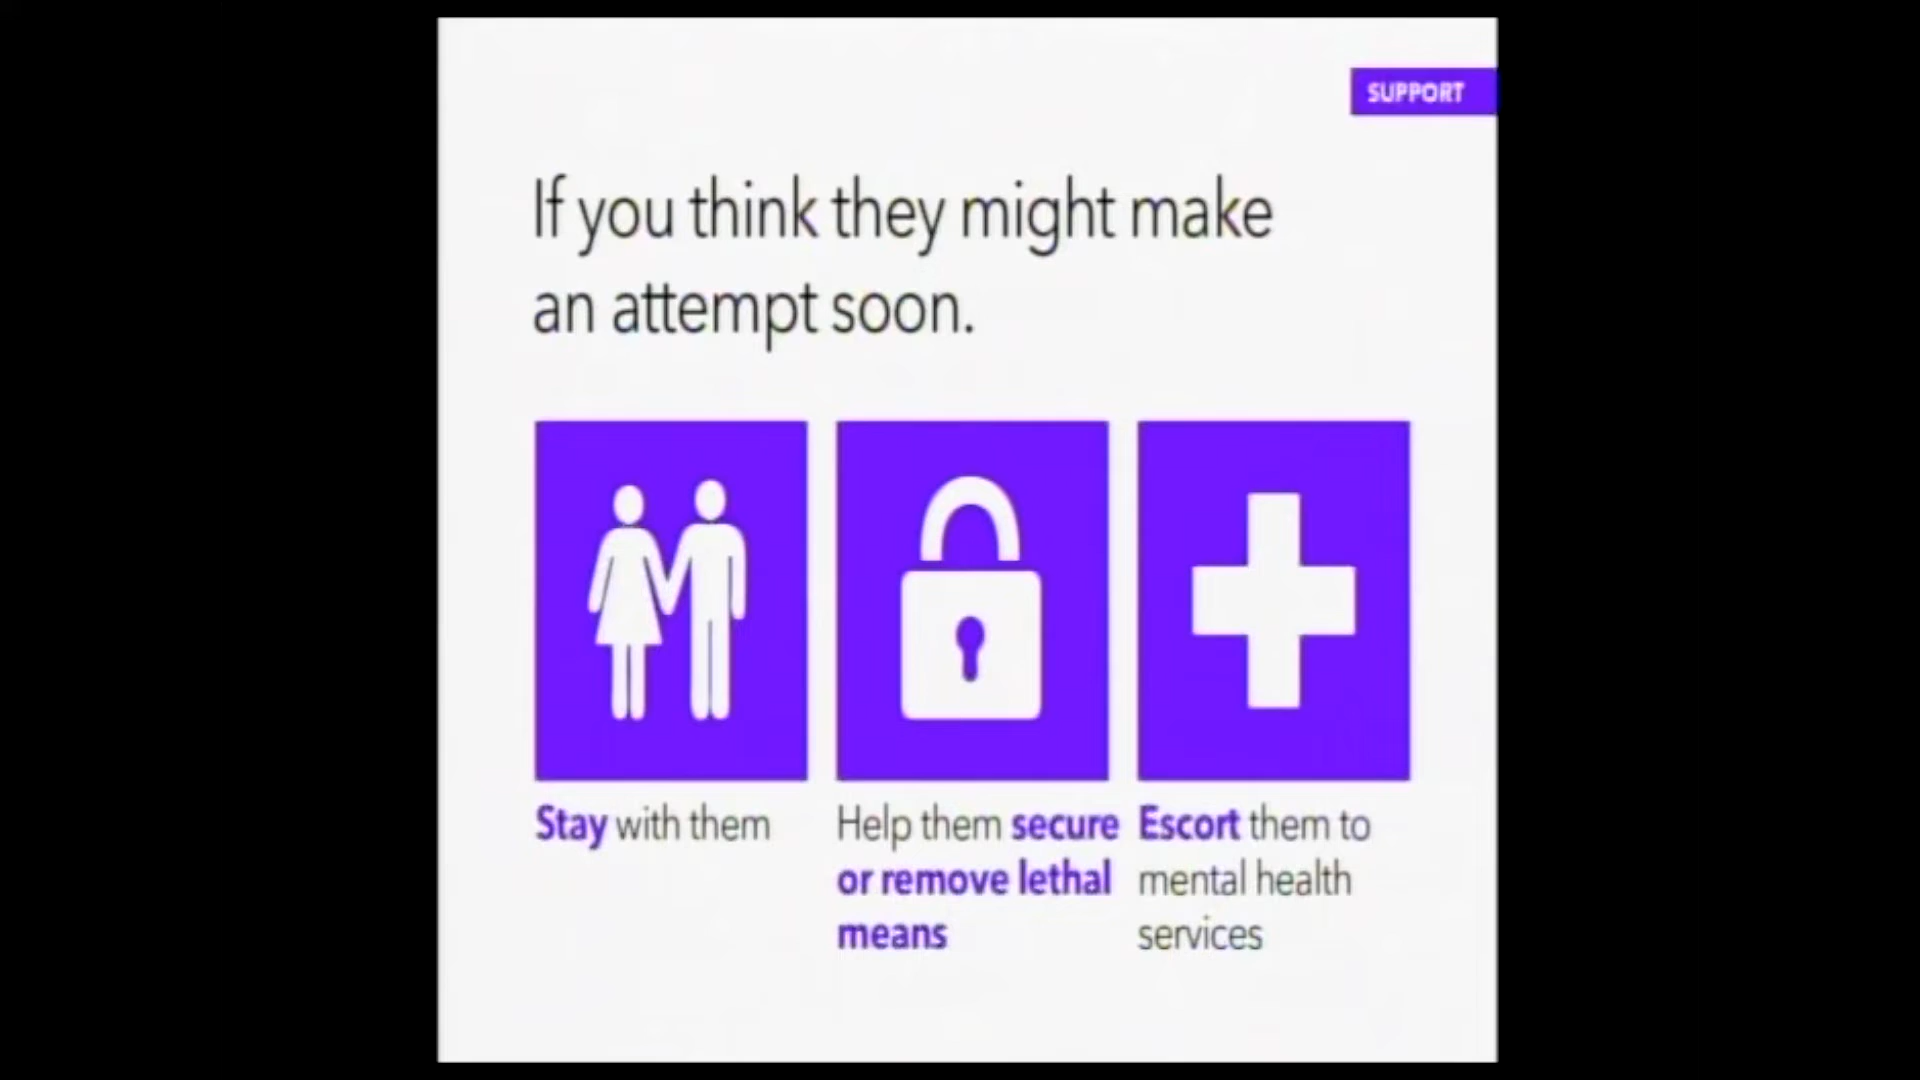 SUPPORT
If you think they might make
an attempt soon.
Stay with them
Help them secure
or remove lethal
means
Escort them to
mental health
services